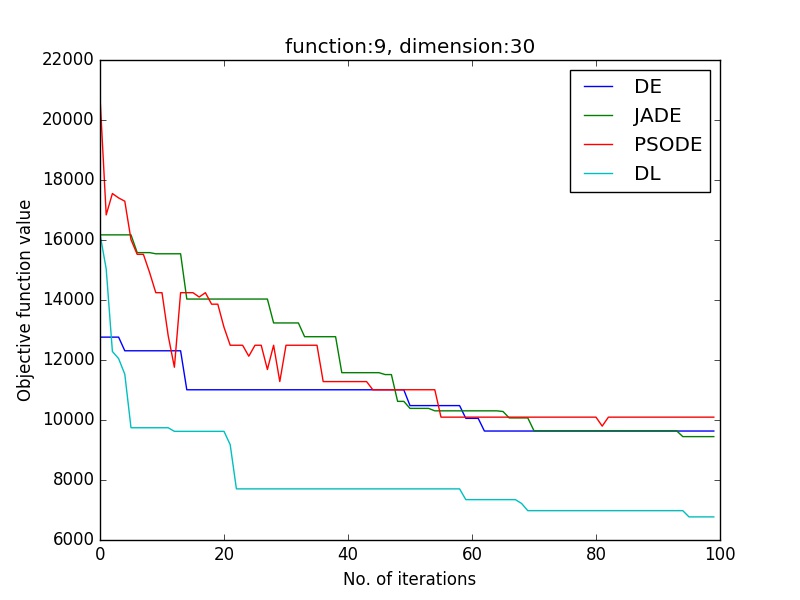 function:9, dimension:30
22000
20000
18000
16000
14000
12000
10000
8000
6000
Objective function value
0
20
40
60
80
100
No. of iterations
DE
JADE
PSODE
DL